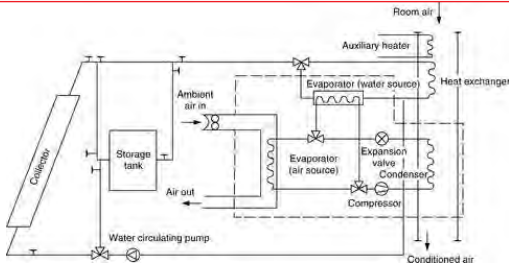 Room air
Auxiliary heater
Evaporator (water source)
Heat exchanger
Ambient
air in
Collector
Storage
tank
Evaporator
(air source)
Expansion
valve
Condenser
Air out
Compressor
Water circulating pump
Conditioned air